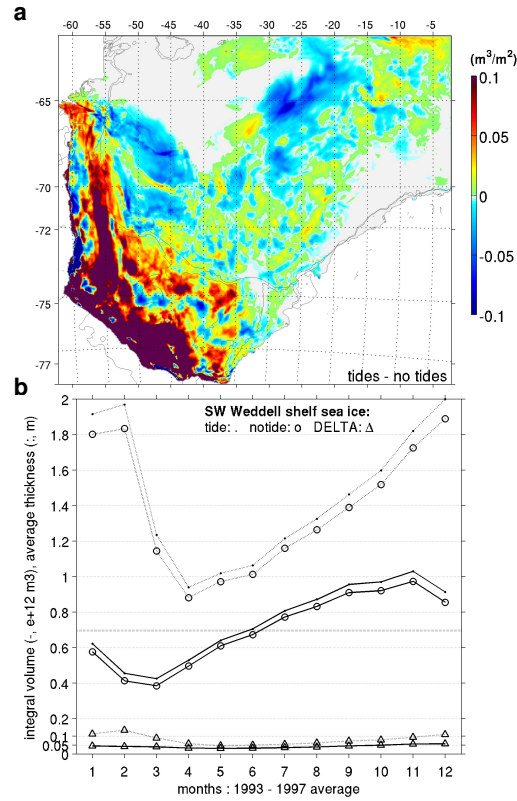 a
-60 -55 -50 -45 -40 -35 -30 -25 -20 -15 -10 -5
(m³/m²)
-60
-65
-70
-72
-75
-77
0.1
0.05
0
-0.05
-0.1
tides - no tides
b
SW Weddell shelf sea ice:
tide: . notide: o DELTA: Δ
integral volume (-, e+12 m3), average thickness (:, m)
2
1.8
1.6
1.4
1.2
1
0.8
0.6
0.4
0.2
0.1
0.05
0
1 2 3 4 5 6 7 8 9 10 11 12
months : 1993 - 1997 average